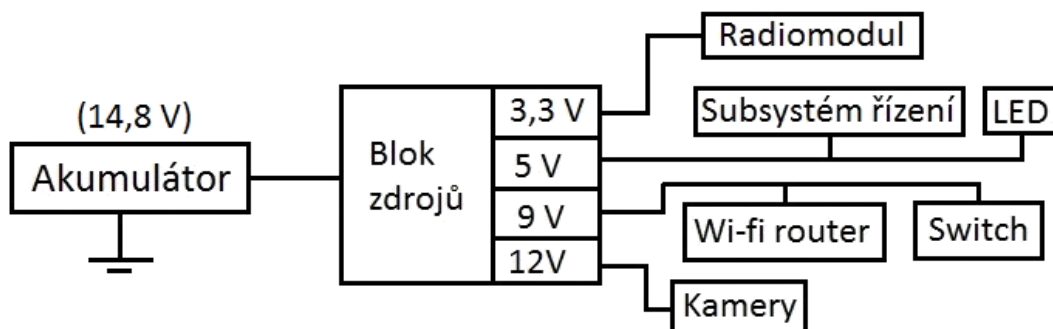 (14,8 V)
Akumulátor
Blok
zdrojů
3,3 V
5 V
9 V
12V
Radiomodul
Subsystém řízení
LED
Wi-fi router
Switch
Kamery